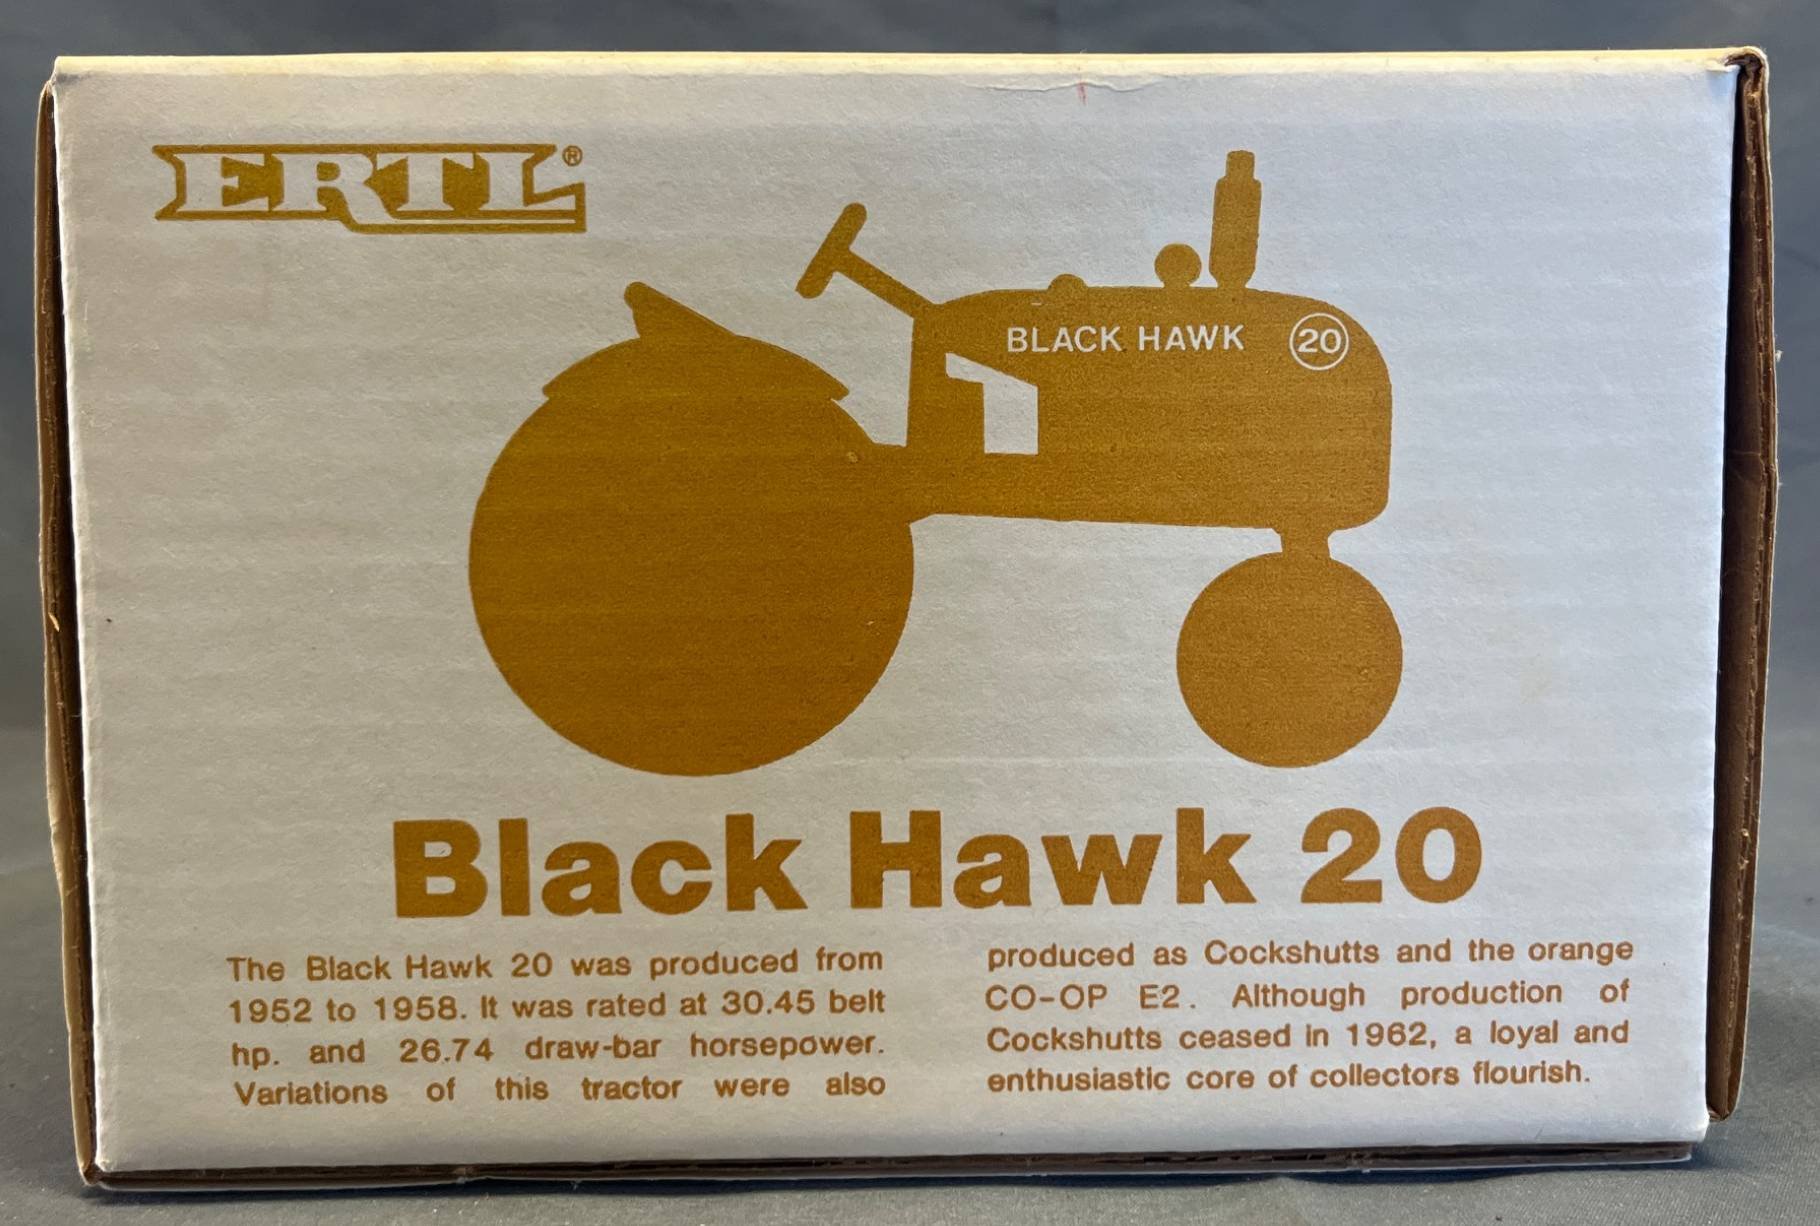 ERTL®
BLACK HAWK 20
Black Hawk 20
The Black Hawk 20 was produced from
1952 to 1958. It was rated at 30.45 belt
hp. and 26.74 draw-bar horsepower.
Variations of this tractor were also
produced as Cockshutts and the orange
CO-OP E2. Although production of
Cockshutts ceased in 1962, a loyal and
enthusiastic core of collectors flourish.